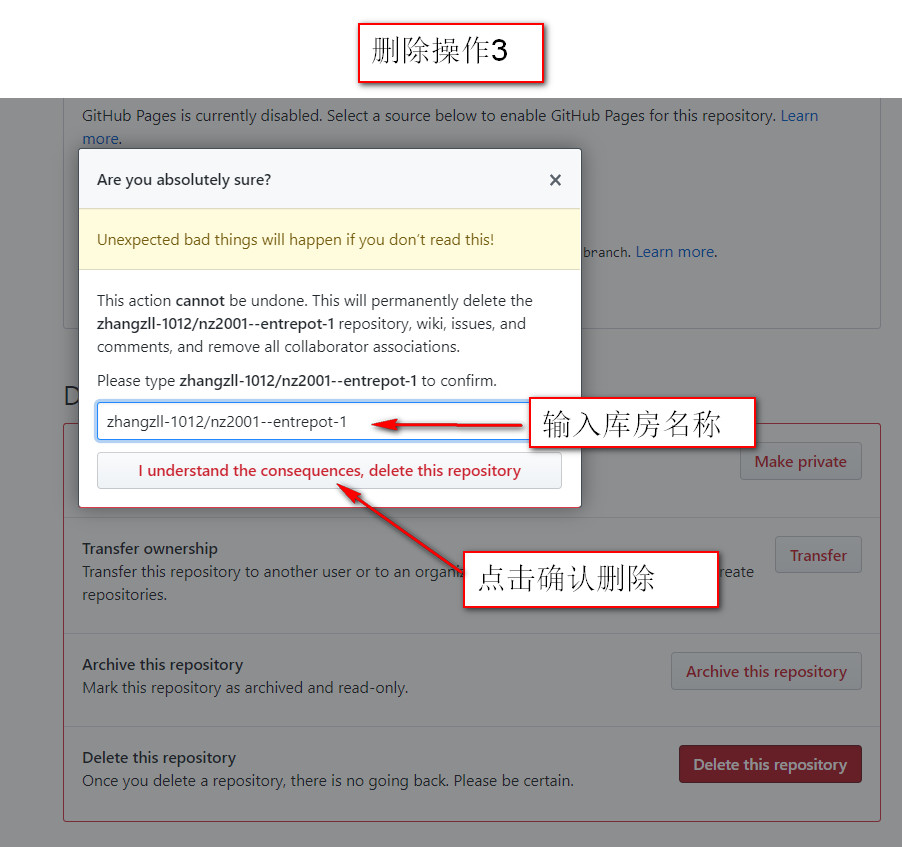 删除操作3
GitHub Pages is currently disabled. Select a source below to enable GitHub Pages for this repository. Learn
more.
Are you absolutely sure?
Unexpected bad things will happen if you don't read this!
branch. Learn more.
This action cannot be undone. This will permanently delete the
zhangzll-1012/nz2001--entrepot-1 repository, wiki, issues, and
comments, and remove all collaborator associations.
Please type zhangzll-1012/nz2001--entrepot-1 to confirm.
D
zhangzll-1012/nz2001--entrepot-1
输入库房名称
Make private
I understand the consequences, delete this repository
Transfer ownership
Transfer this repository to another user or to an organiz
reate
repositories.
Transfer
点击确认删除
Archive this repository
Mark this repository as archived and read-only.
Archive this repository
Delete this repository
Once you delete a repository, there is no going back. Please be certain.
Delete this repository